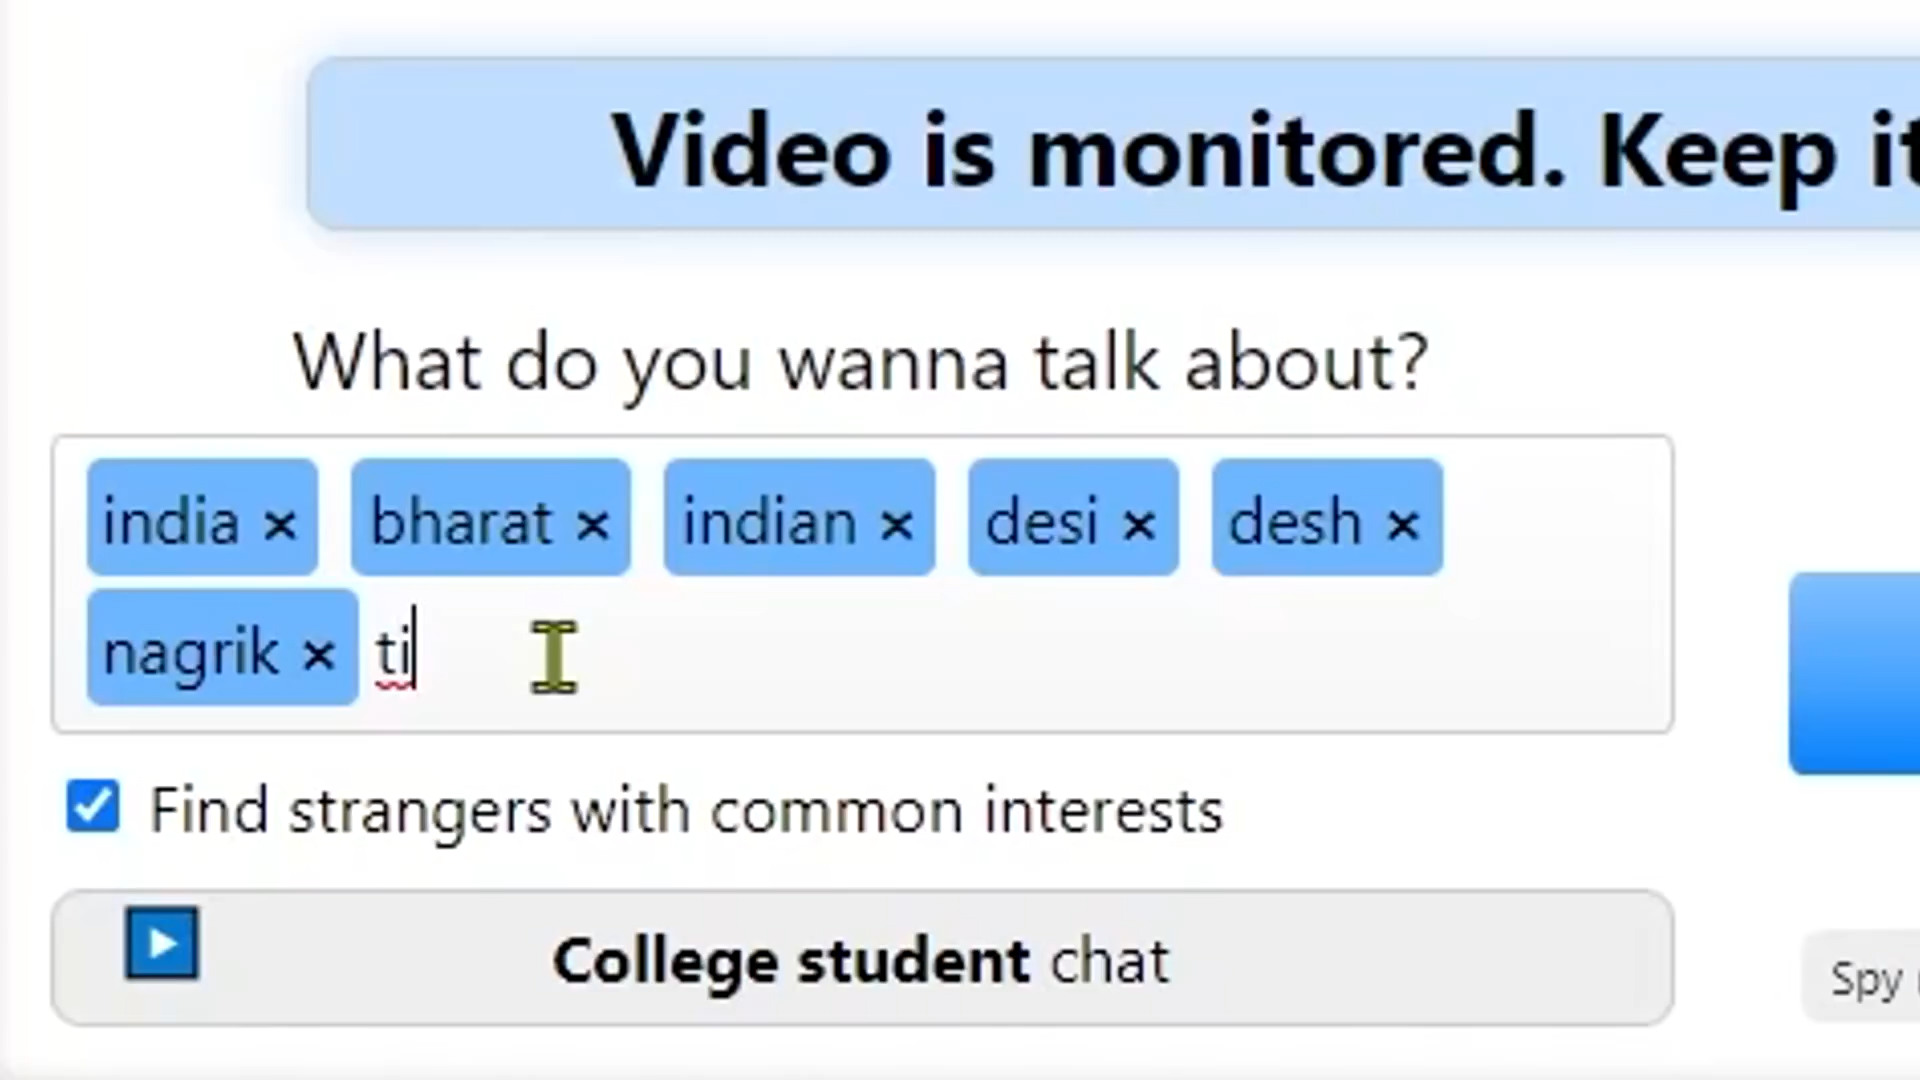 Video is monitored. Keep it
What do you wanna talk about?
india × bharat × indian × desi × desh ×
nagrik × ti
Find strangers with common interests
College student chat
Spy